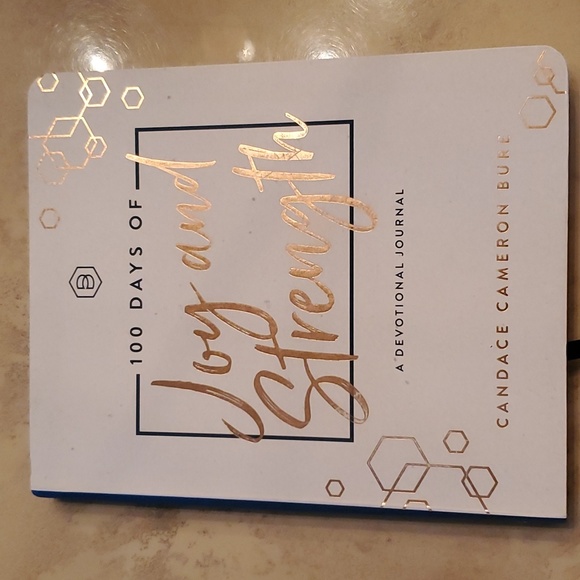 100 DAYS OF
Joy and
Strength
A DEVOTIONAL JOURNAL
CANDACE CAMERON BURE